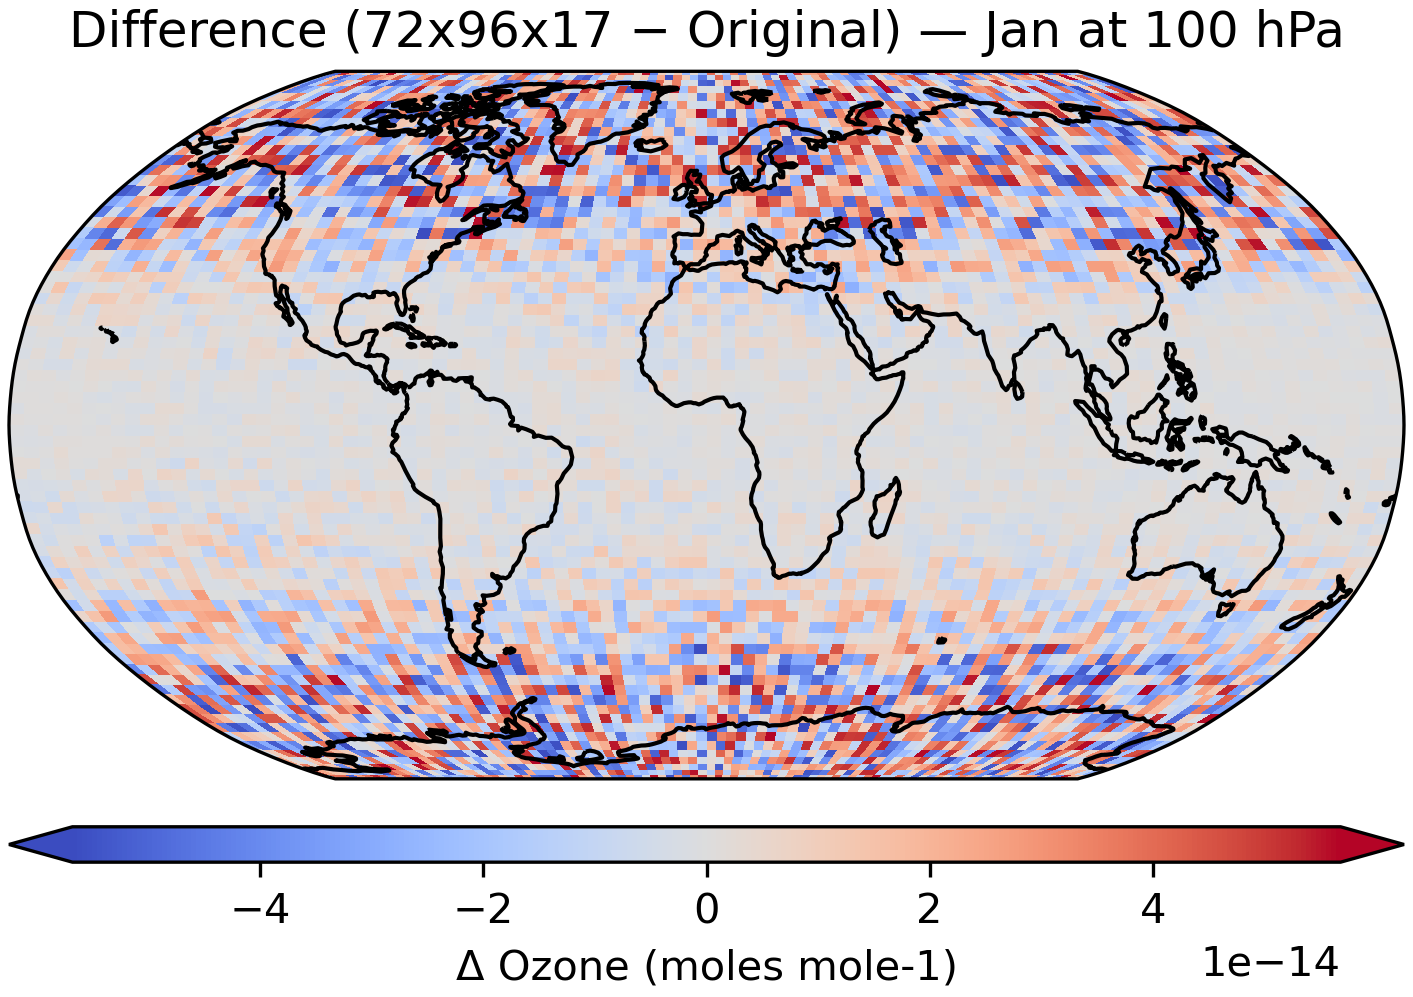 Difference (72x96x17 − Original) — Jan at 100 hPa
−4 −2 0 2 4
Δ Ozone (moles mole-1)
1e−14